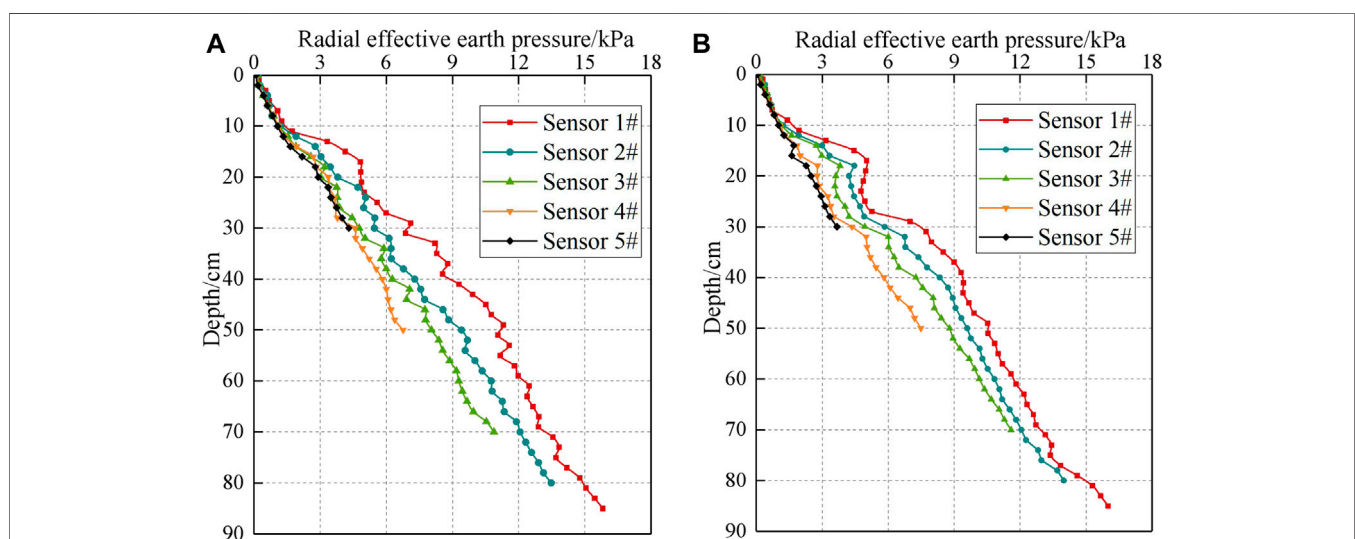 A
Radial effective earth pressure/kPa
0 3 6 9 12 15 18
0
10
20
30
40
50
60
70
80
90
Depth/cm
Sensor 1#
Sensor 2#
Sensor 3#
Sensor 4#
Sensor 5#
B
Radial effective earth pressure/kPa
0 3 6 9 12 15 18
0
10
20
30
40
50
60
70
80
90
Depth/cm
Sensor 1#
Sensor 2#
Sensor 3#
Sensor 4#
Sensor 5#